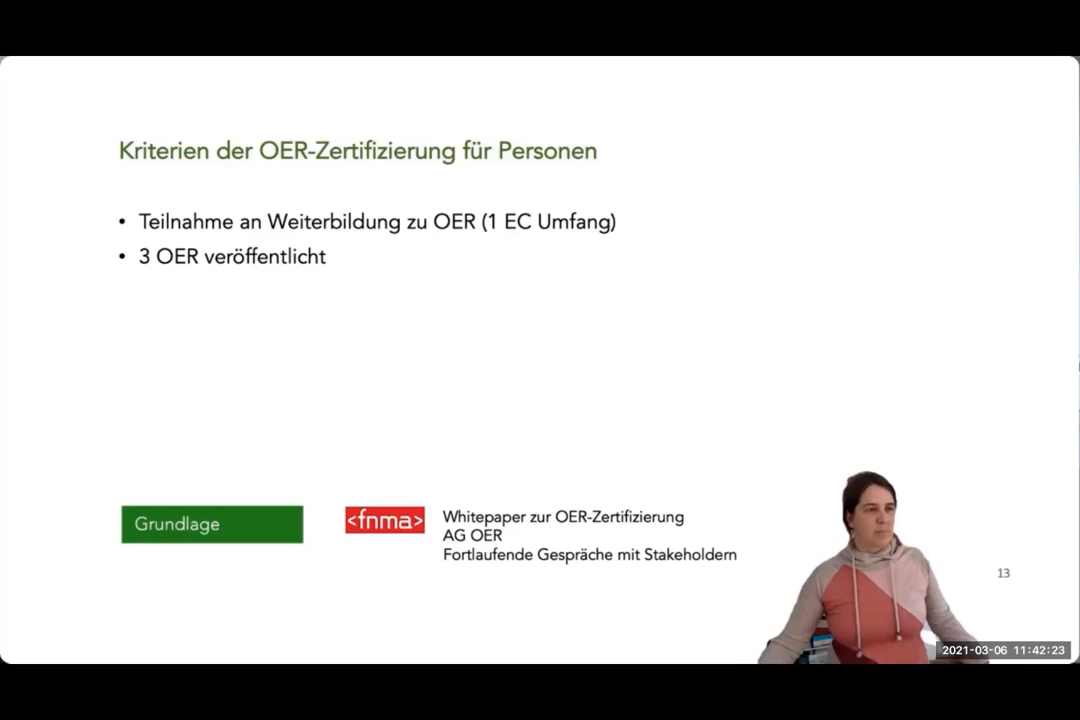 Kriterien der OER-Zertifizierung für Personen
• Teilnahme an Weiterbildung zu OER (1 EC Umfang)
• 3 OER veröffentlicht
Grundlage
<fnma>
Whitepaper zur OER-Zertifizierung
AG OER
Fortlaufende Gespräche mit Stakeholdern
13
2021-03-06 11:42:23